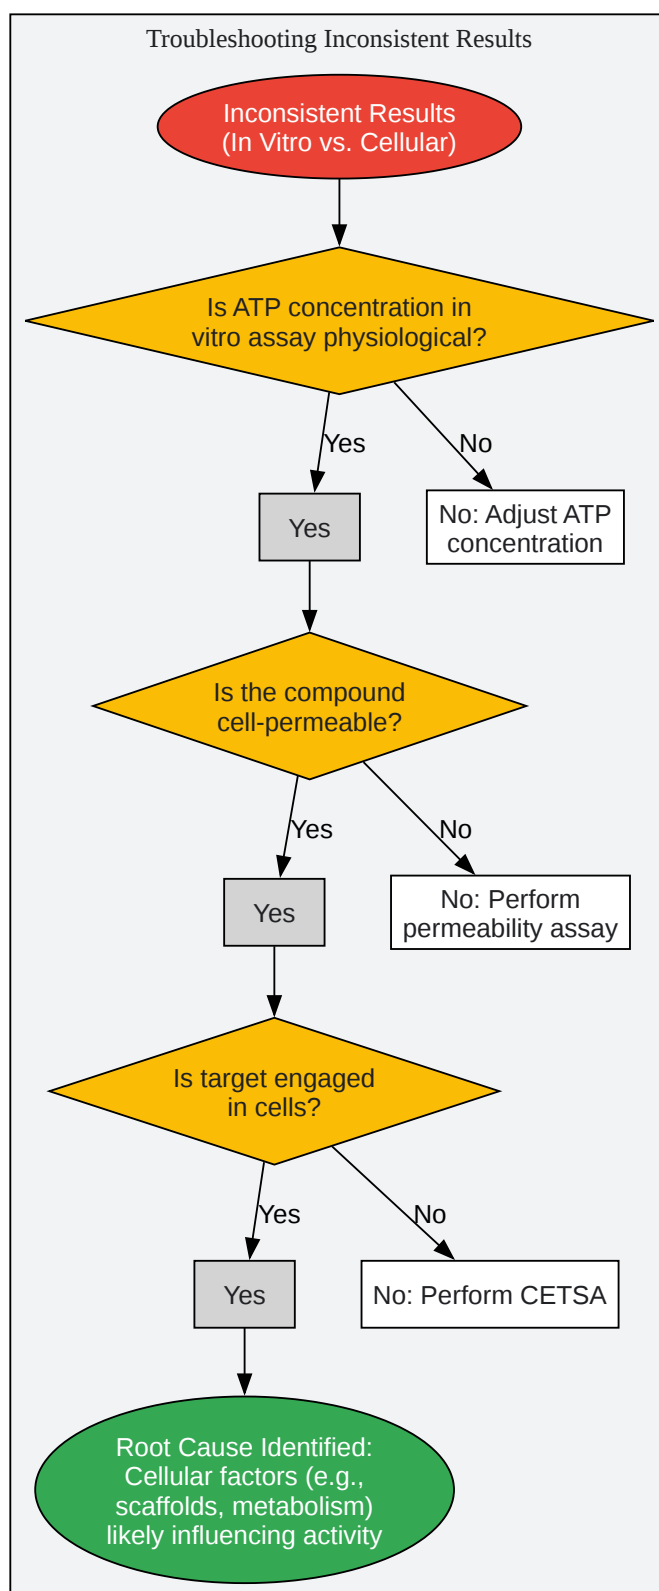 Troubleshooting Inconsistent Results
Inconsistent Results
(In Vitro vs. Cellular)
Is ATP concentration in
vitro assay physiological?
Yes
No
Yes
No: Adjust ATP
concentration
Is the compound
cell-permeable?
Yes
No
Yes
No: Perform
permeability assay
Is target engaged
in cells?
Yes
No
Yes
No: Perform CETSA
Root Cause Identified:
Cellular factors (e.g.,
scaffolds, metabolism)
likely influencing activity